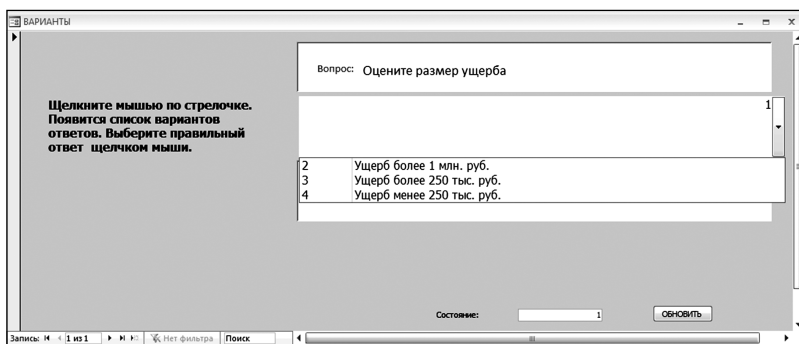 ВАРИАНТЫ
Вопрос: Оцените размер ущерба
Щелкните мышью по стрелочке.
Появится список вариантов
ответов. Выберите правильный
ответ щелчком мыши.
1
2 Ущерб более 1 млн. руб.
3 Ущерб более 250 тыс. руб.
4 Ущерб менее 250 тыс. руб.
Состояние: 1 ОБНОВИТЬ
Запись: 1 из 1 Нет фильтра Поиск